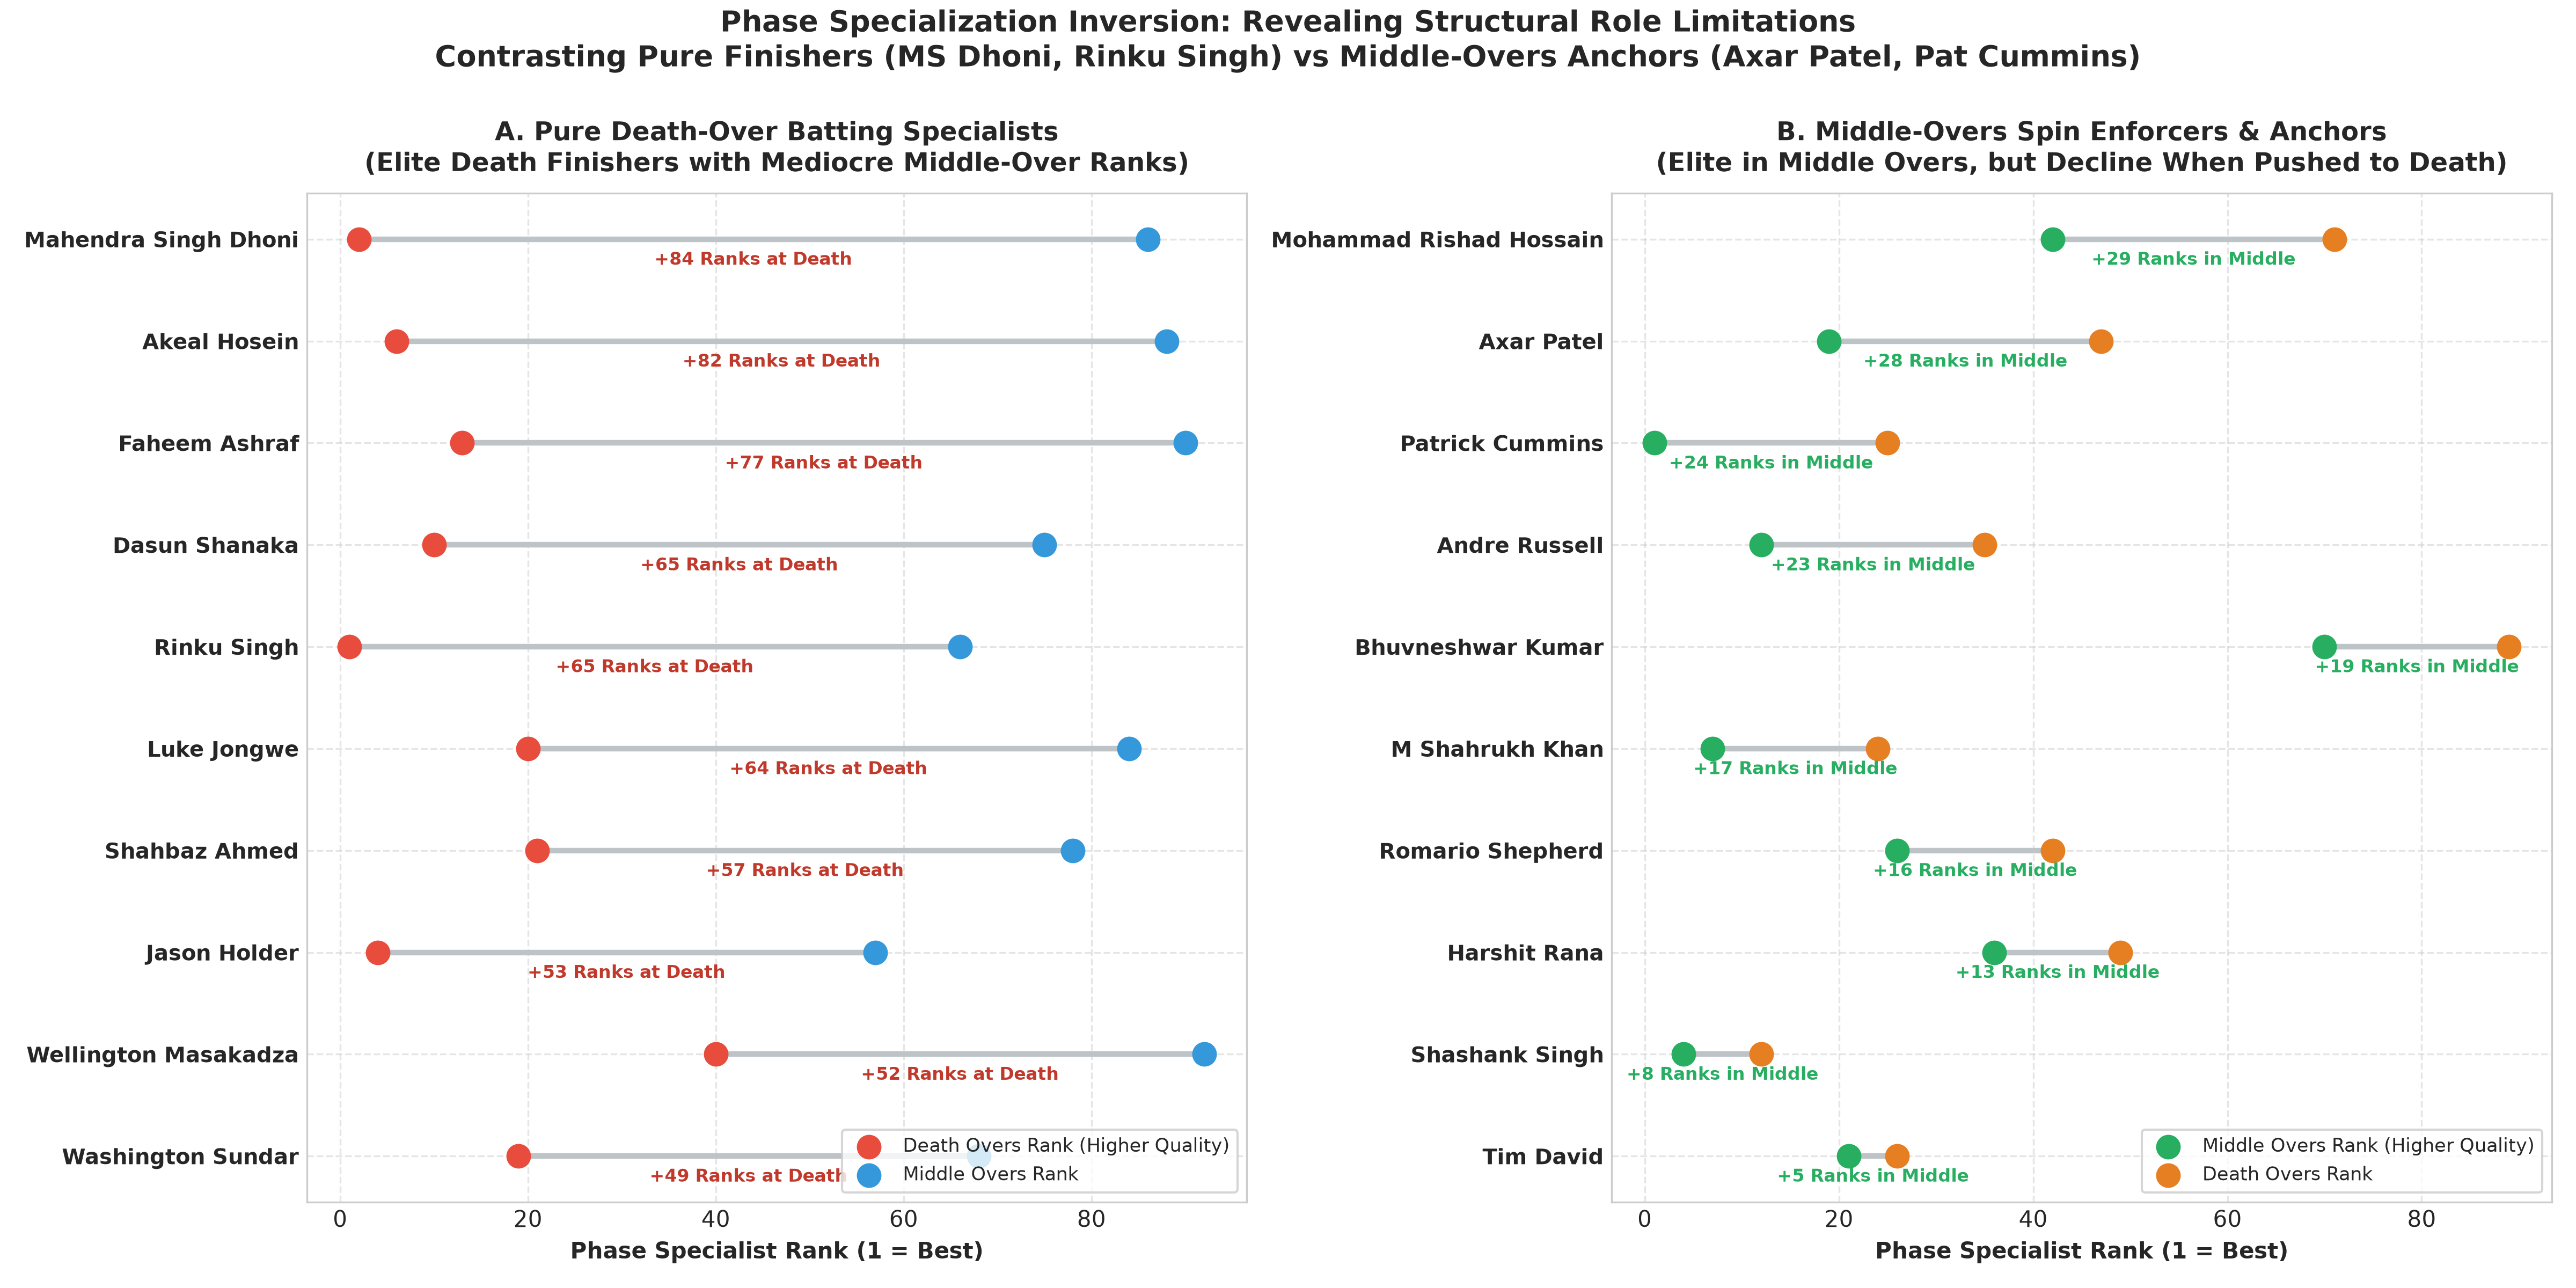 Phase Specialization Inversion: Revealing Structural Role Limitations
Contrasting Pure Finishers (MS Dhoni, Rinku Singh) vs Middle-Overs Anchors (Axar Patel, Pat Cummins)
A. Pure Death-Over Batting Specialists
(Elite Death Finishers with Mediocre Middle-Over Ranks)
Mahendra Singh Dhoni
+84 Ranks at Death
Akeal Hosein
+82 Ranks at Death
Faheem Ashraf
+77 Ranks at Death
Dasun Shanaka
+65 Ranks at Death
Rinku Singh
+65 Ranks at Death
Luke Jongwe
+64 Ranks at Death
Shahbaz Ahmed
+57 Ranks at Death
Jason Holder
+53 Ranks at Death
Wellington Masakadza
+52 Ranks at Death
Washington Sundar
+49 Ranks at Death
Death Overs Rank (Higher Quality)
Middle Overs Rank
0 20 40 60 80
Phase Specialist Rank (1 = Best)
B. Middle-Overs Spin Enforcers & Anchors
(Elite in Middle Overs, but Decline When Pushed to Death)
Mohammad Rishad Hossain
+29 Ranks in Middle
Axar Patel
+28 Ranks in Middle
Patrick Cummins
+24 Ranks in Middle
Andre Russell
+23 Ranks in Middle
Bhuvneshwar Kumar
+19 Ranks in Middle
M Shahrukh Khan
+17 Ranks in Middle
Romario Shepherd
+16 Ranks in Middle
Harshit Rana
+13 Ranks in Middle
Shashank Singh
+8 Ranks in Middle
Tim David
+5 Ranks in Middle
Middle Overs Rank (Higher Quality)
Death Overs Rank
0 20 40 60 80
Phase Specialist Rank (1 = Best)